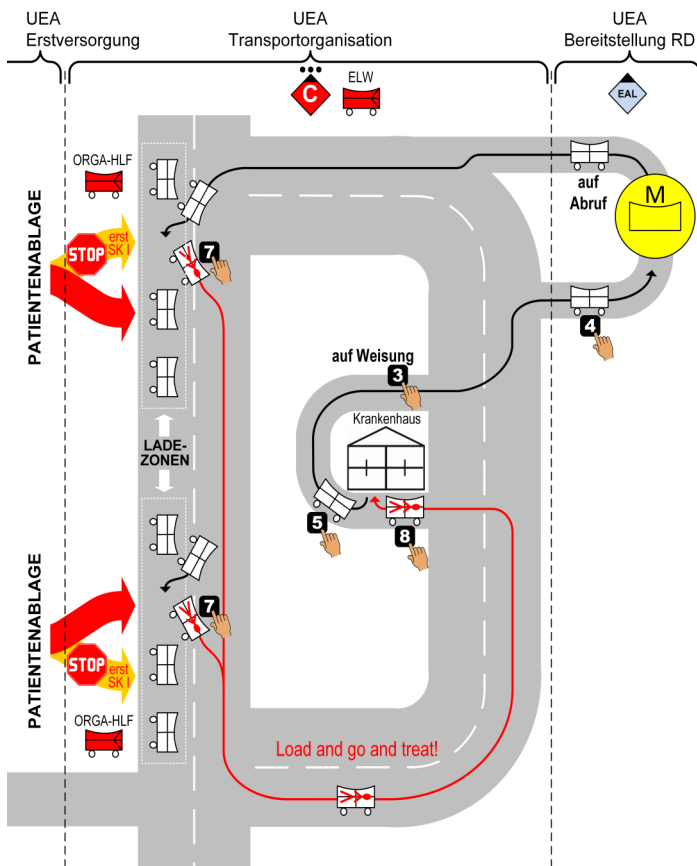 UEA
Erstversorgung
UEA
Transportorganisation
UEA
Bereitstellung RD
C
ELW
EAL
ORGA-HLF
PATIENTENABLAGE
STOP
erst
SK I
7
auf
Abruf
M
4
auf Weisung
3
Krankenhaus
5
8
LADE-
ZONEN
7
PATIENTENABLAGE
STOP
erst
SK I
ORGA-HLF
Load and go and treat!